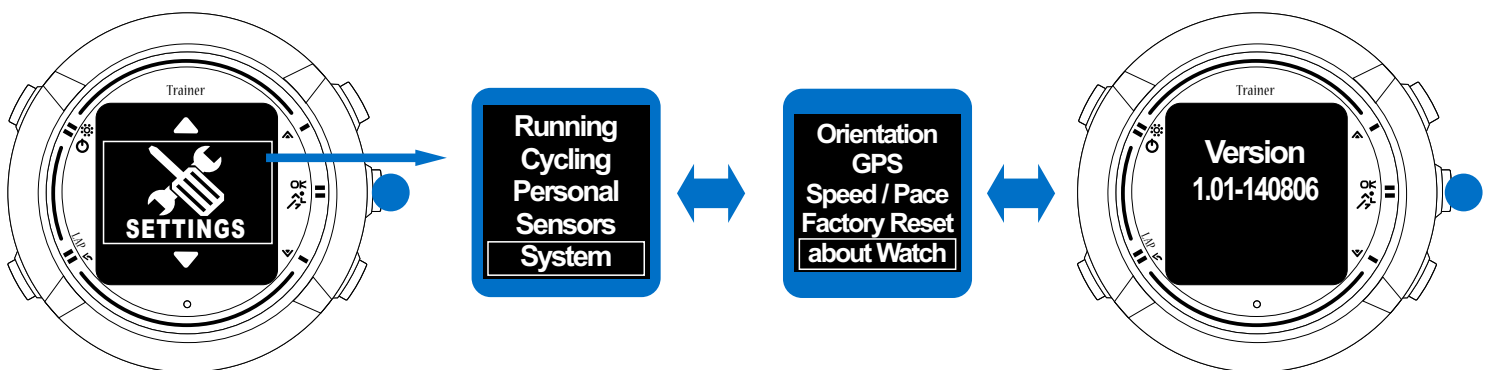 Trainer
SETTINGS
OK
LAP
Running
Cycling
Personal
Sensors
System
Orientation
GPS
Speed / Pace
Factory Reset
about Watch
Trainer
Version
1.01-140806
OK
LAP